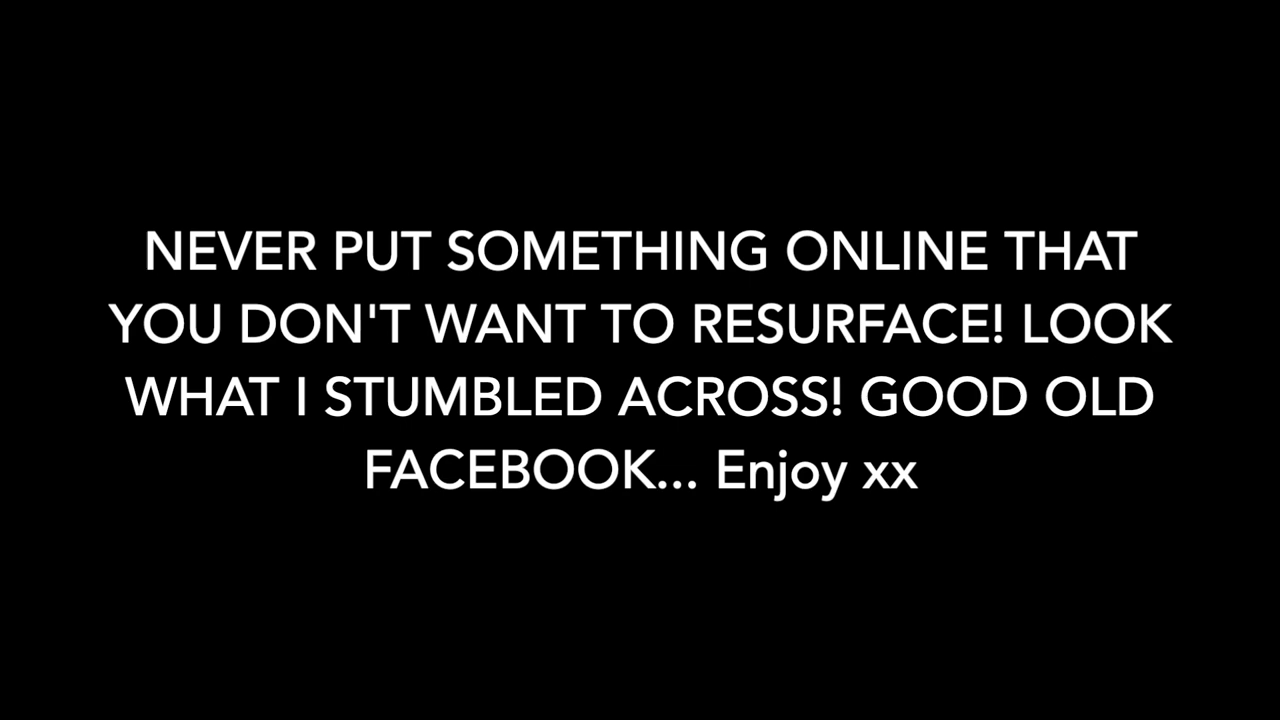 NEVER PUT SOMETHING ONLINE THAT
YOU DON'T WANT TO RESURFACE! LOOK
WHAT I STUMBLED ACROSS! GOOD OLD
FACEBOOK... Enjoy xx